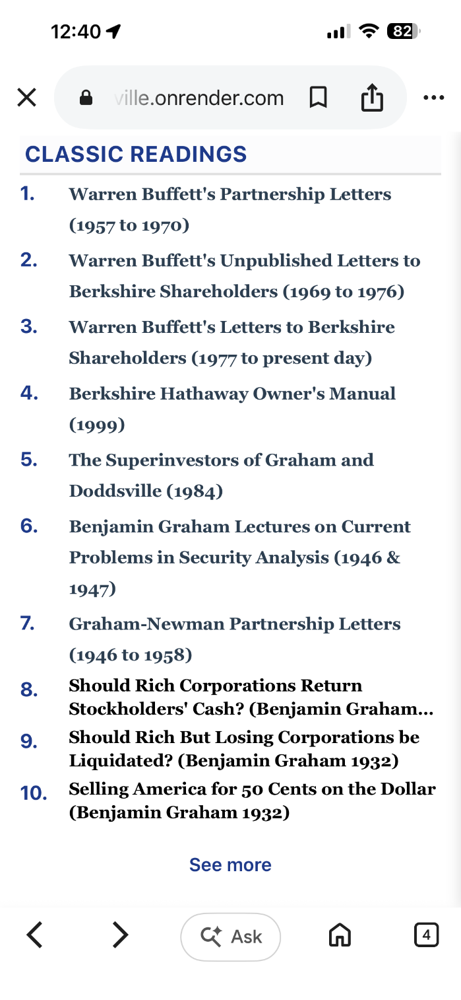 12:40
82
ville.onrender.com
CLASSIC READINGS
1. Warren Buffett's Partnership Letters
(1957 to 1970)
2. Warren Buffett's Unpublished Letters to
Berkshire Shareholders (1969 to 1976)
3. Warren Buffett's Letters to Berkshire
Shareholders (1977 to present day)
4. Berkshire Hathaway Owner's Manual
(1999)
5. The Superinvestors of Graham and
Doddsville (1984)
6. Benjamin Graham Lectures on Current
Problems in Security Analysis (1946 &
1947)
7. Graham-Newman Partnership Letters
(1946 to 1958)
8. Should Rich Corporations Return
Stockholders' Cash? (Benjamin Graham...
9. Should Rich But Losing Corporations be
Liquidated? (Benjamin Graham 1932)
10. Selling America for 50 Cents on the Dollar
(Benjamin Graham 1932)
See more
Ask
4